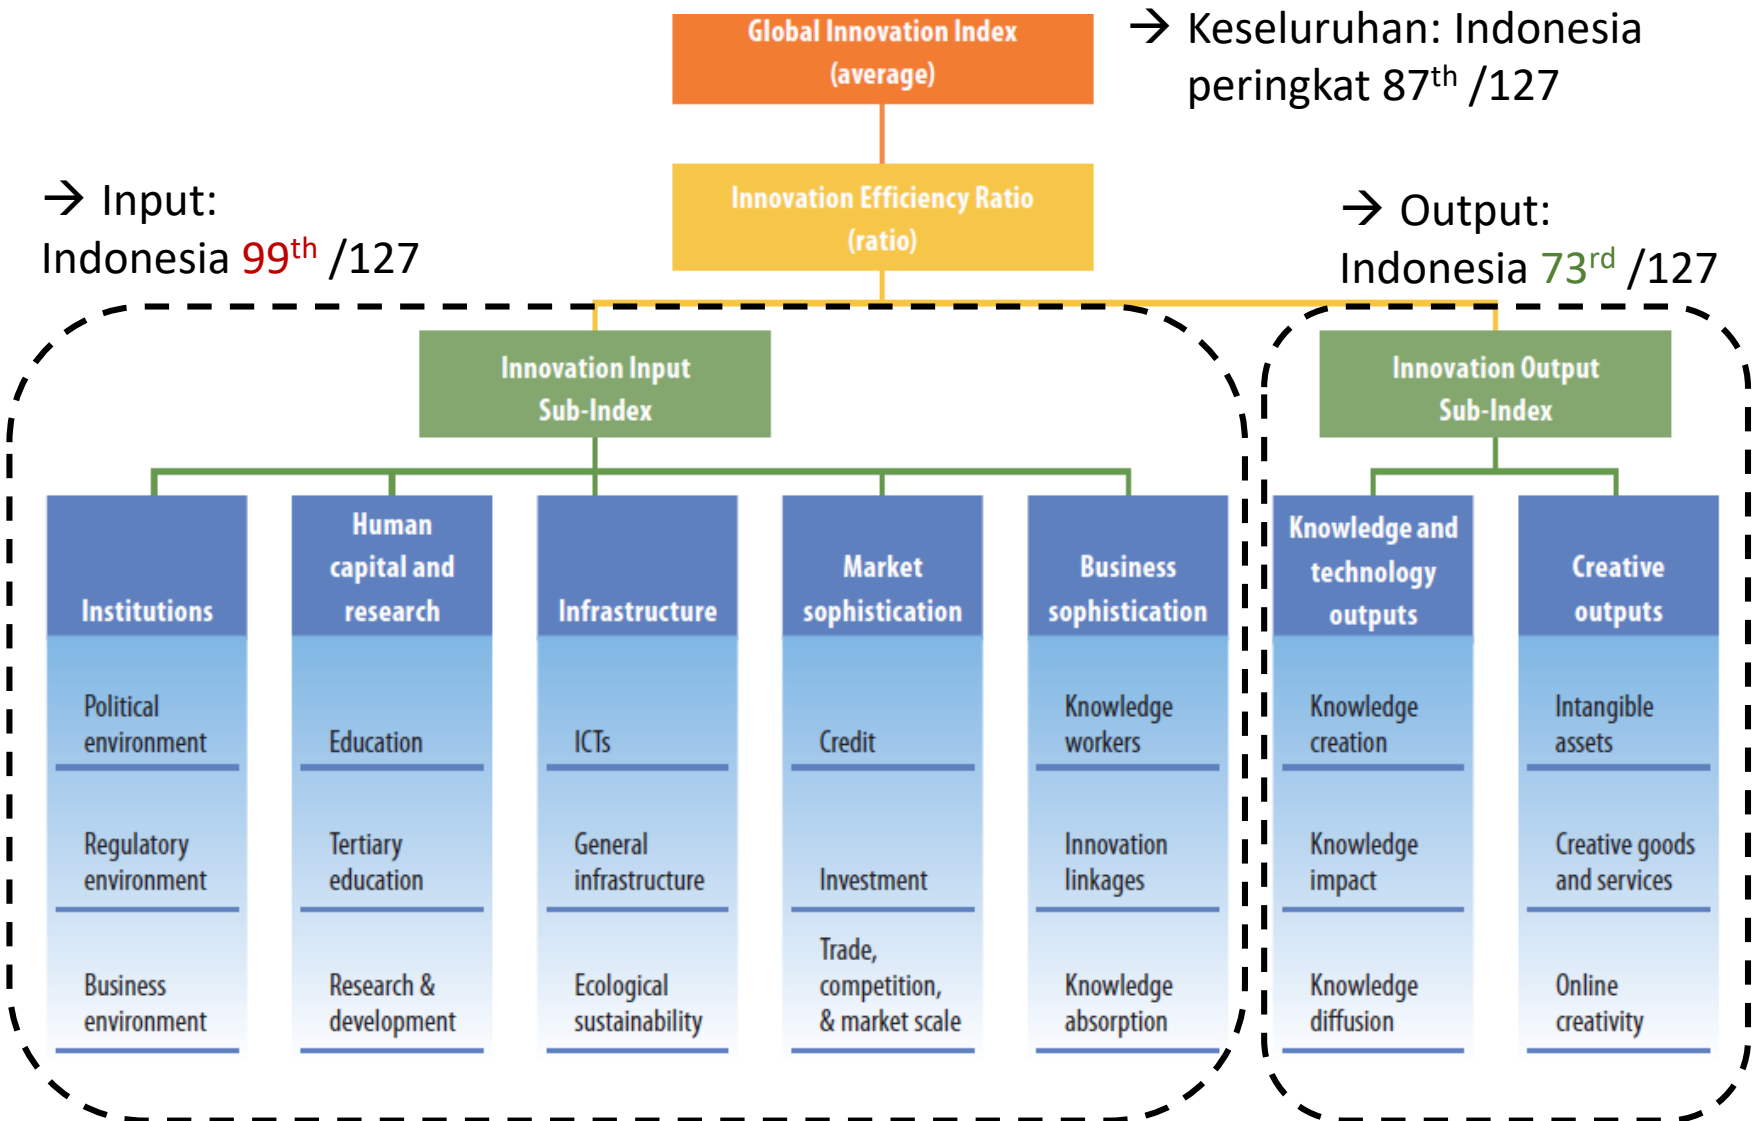 Global Innovation Index
(average)
→ Keseluruhan: Indonesia
peringkat 87th /127
→ Input:
Indonesia 99th /127
Innovation Efficiency Ratio
(ratio)
→ Output:
Indonesia 73rd /127
Innovation Input
Sub-Index
Innovation Output
Sub-Index
Institutions
Human
capital and
research
Infrastructure
Market
sophistication
Business
sophistication
Knowledge and
technology
outputs
Creative
outputs
Political
environment
Education
ICTs
Credit
Knowledge
workers
Knowledge
creation
Intangible
assets
Regulatory
environment
Tertiary
education
General
infrastructure
Investment
Innovation
linkages
Knowledge
impact
Creative goods
and services
Business
environment
Research &
development
Ecological
sustainability
Trade,
competition,
& market scale
Knowledge
absorption
Knowledge
diffusion
Online
creativity